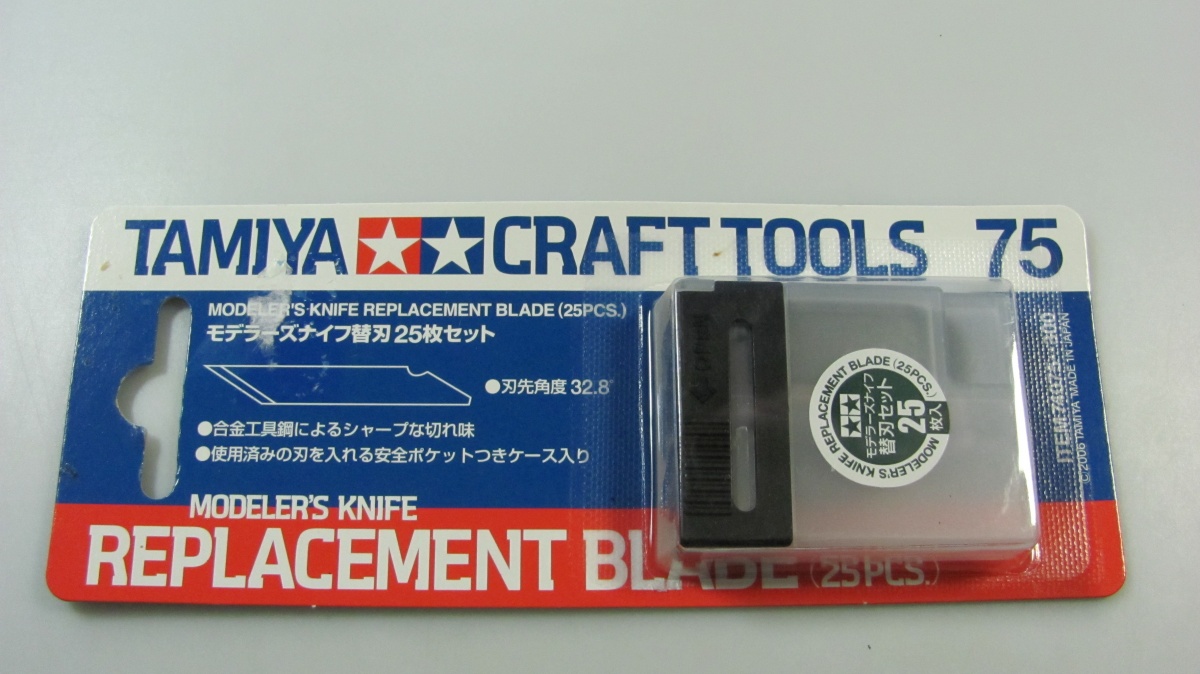 TAMIYA CRAFT TOOLS 75
MODELER'S KNIFE REPLACEMENT BLADE (25PCS.)
モデラーズナイフ替刃25枚セット
●刃先角度 32.8°
●合金工具鋼によるシャープな切れ味
●使用済みの刃を入れる安全ポケットつきケース入り
MODELER'S KNIFE
REPLACEMENT BLADE (25PCS.)
MODELER'S KNIFE REPLACEMENT BLADE (25PCS.)
モデラーズナイフ
替刃セット
25枚入
C 2006 TAMIYA MADE IN JAPAN